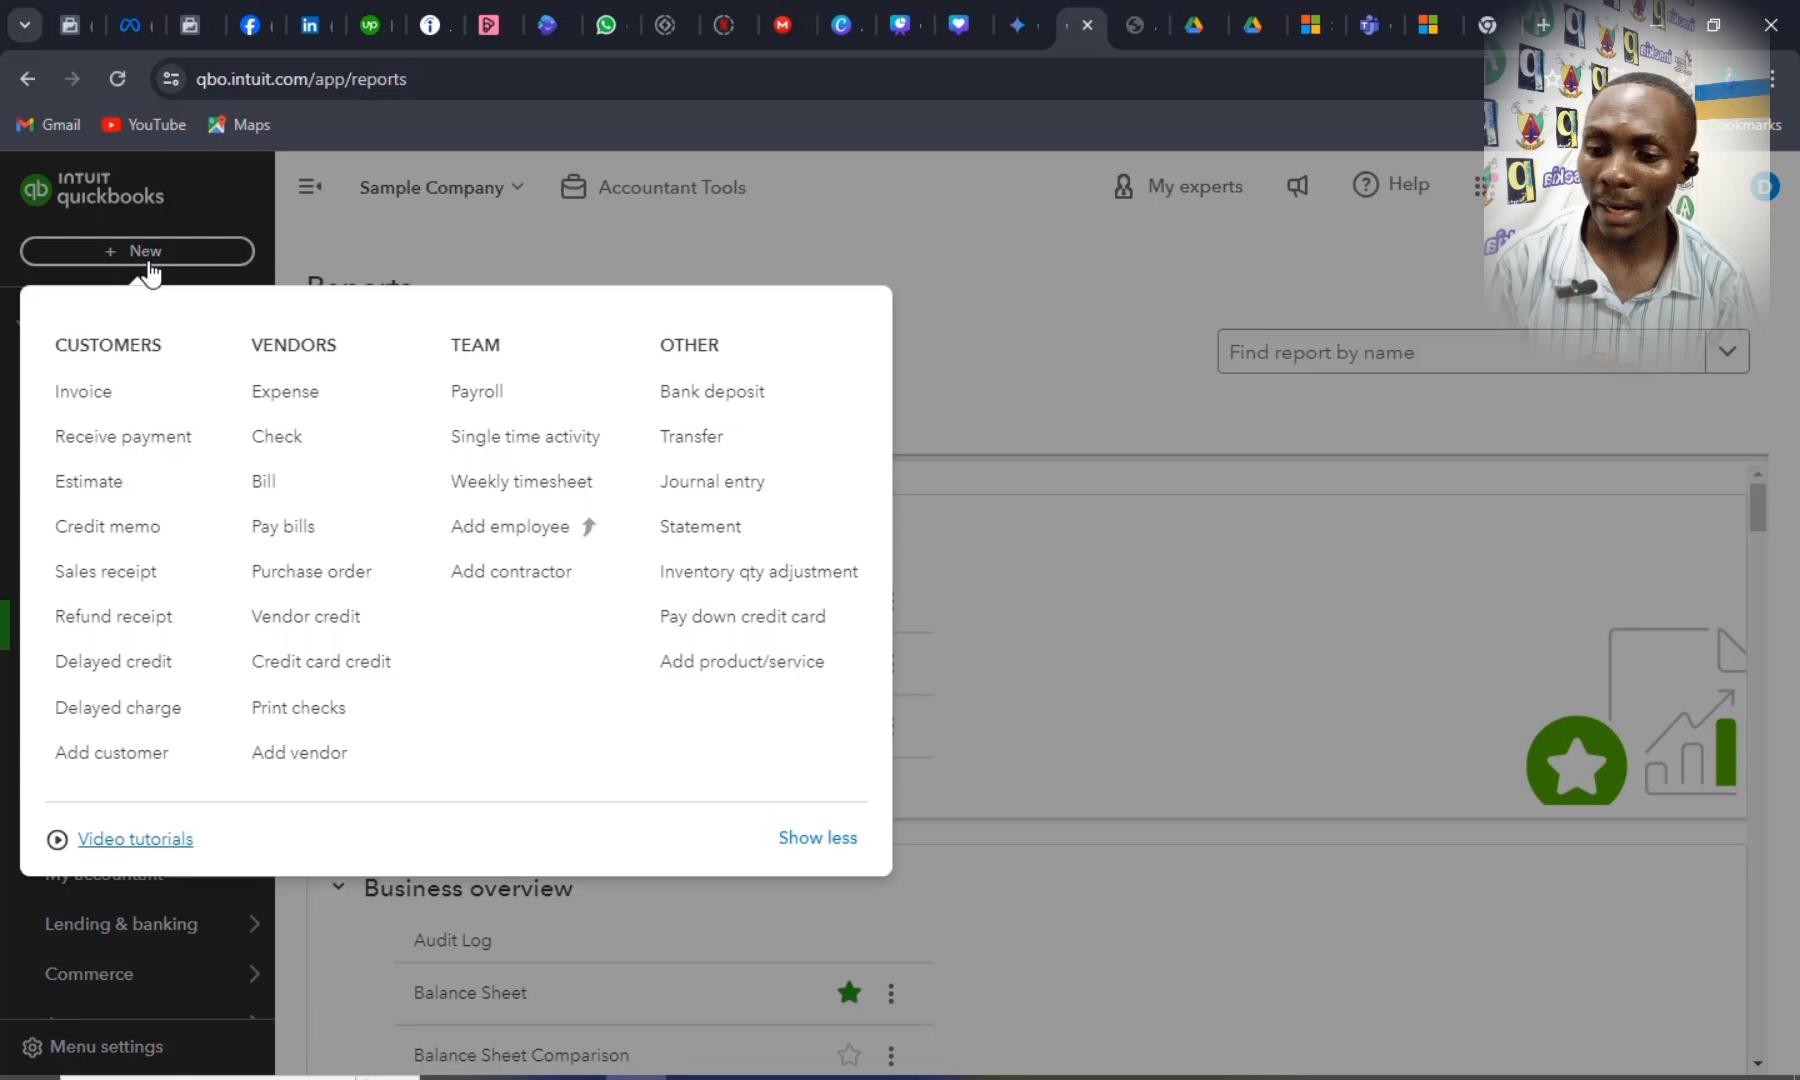 qbo.intuit.com/app/reports
Gmail
YouTube
Maps
INTUIT
quickbooks
Sample Company
Accountant Tools
My experts
Help
D
+ New
Find report by name
CUSTOMERS
Invoice
Receive payment
Estimate
Credit memo
Sales receipt
Refund receipt
Delayed credit
Delayed charge
Add customer
VENDORS
Expense
Check
Bill
Pay bills
Purchase order
Vendor credit
Credit card credit
Print checks
Add vendor
TEAM
Payroll
Single time activity
Weekly timesheet
Add employee
Add contractor
OTHER
Bank deposit
Transfer
Journal entry
Statement
Inventory qty adjustment
Pay down credit card
Add product/service
Video tutorials
Show less
My accountant
Lending & banking
Commerce
Menu settings
Business overview
Audit Log
Balance Sheet
Balance Sheet Comparison